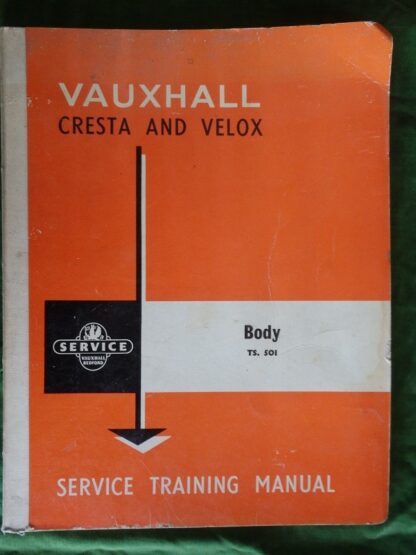 VAUXHALL
CRESTA AND VELOX
SERVICE
VAUXHALL
BEDFORD
Body
TS. 501
SERVICE TRAINING MANUAL